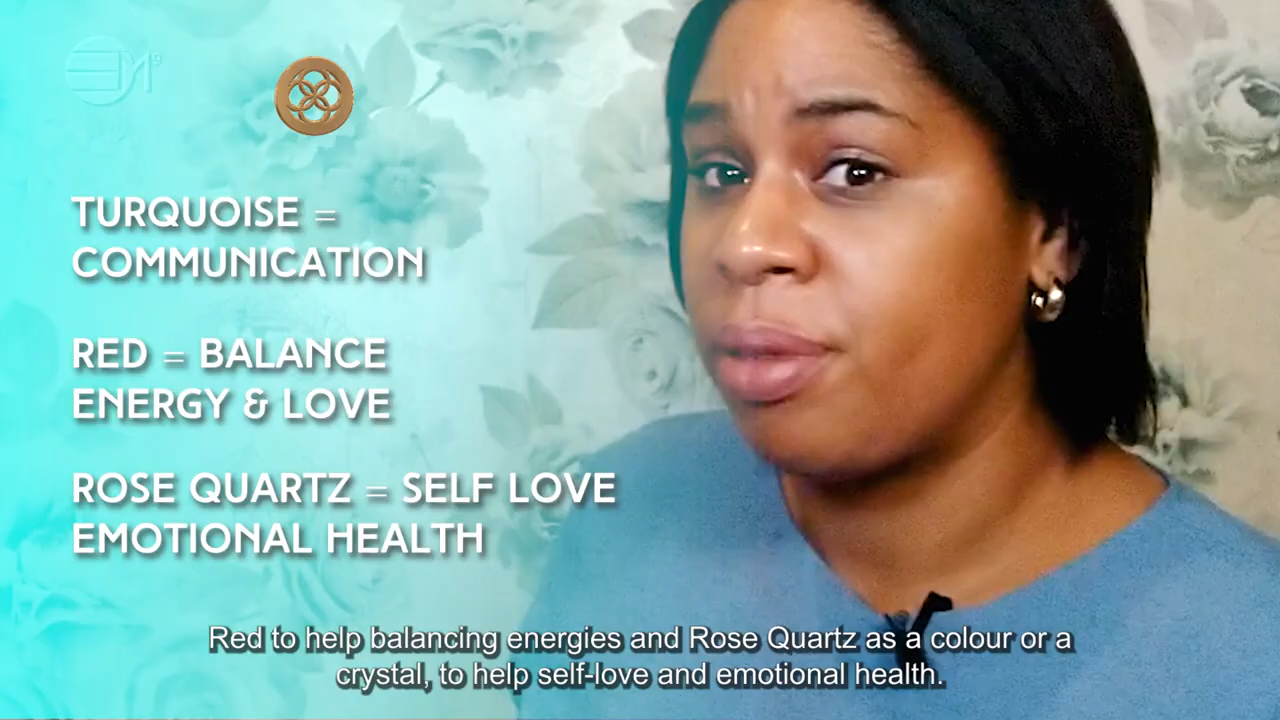 EM9
TURQUOISE =
COMMUNICATION
RED = BALANCE
ENERGY & LOVE
ROSE QUARTZ = SELF LOVE
EMOTIONAL HEALTH
Red to help balancing energies and Rose Quartz as a colour or a
crystal, to help self-love and emotional health.